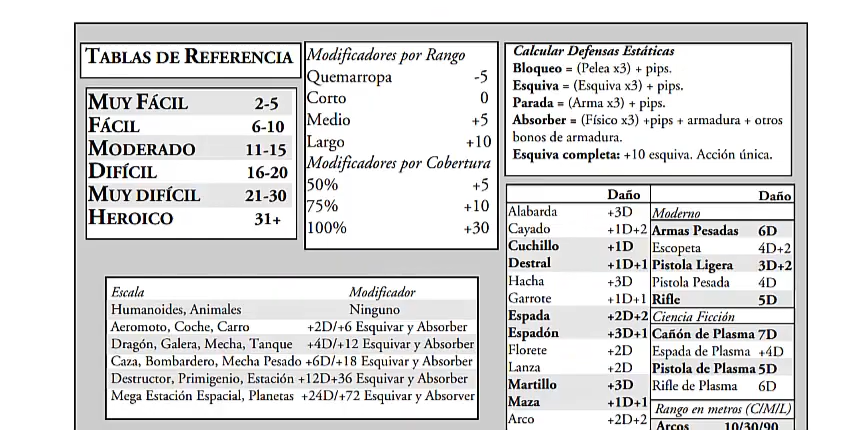 TABLAS DE REFERENCIA
MUY FÁCIL 2-5
FÁCIL 6-10
MODERADO 11-15
DIFÍCIL 16-20
MUY DIFÍCIL 21-30
HEROICO 31+
Modificadores por Rango
Quemarropa -5
Corto 0
Medio +5
Largo +10
Modificadores por Cobertura
50% +5
75% +10
100% +30
Calcular Defensas Estáticas
Bloqueo = (Pelea x3) + pips.
Esquiva = (Esquiva x3) + pips.
Parada = (Arma x3) + pips.
Absorber = (Físico x3) +pips + armadura + otros
bonos de armadura.
Esquiva completa: +10 esquiva. Acción única.
Escala Modificador
Humanoides, Animales Ninguno
Aeromoto, Coche, Carro +2D/+6 Esquivar y Absorber
Dragón, Galera, Mecha, Tanque +4D/+12 Esquivar y Absorber
Caza, Bombardero, Mecha Pesado +6D/+18 Esquivar y Absorber
Destructor, Primigenio, Estación +12D+36 Esquivar y Absorber
Mega Estación Espacial, Planetas +24D/+72 Esquivar y Absorver
Daño
Alabarda +3D
Cayado +1D+2
Cuchillo +1D
Destral +1D+1
Hacha +3D
Garrote +1D+1
Espada +2D+2
Espadón +3D+1
Florete +2D
Lanza +2D
Martillo +3D
Maza +1D+1
Arco +2D+2
Daño
Moderno
Armas Pesadas 6D
Escopeta 4D+2
Pistola Ligera 3D+2
Pistola Pesada 4D
Rifle 5D
Ciencia Ficción
Cañón de Plasma 7D
Espada de Plasma +4D
Pistola de Plasma 5D
Rifle de Plasma 6D
Rango en metros (C/M/L)
Arcos 10/30/90